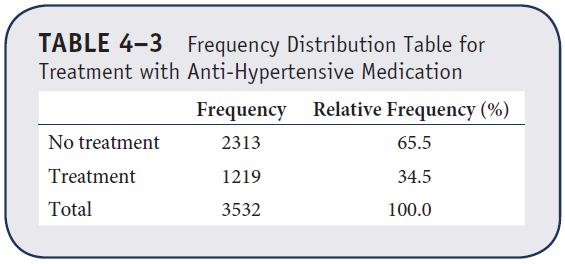 TABLE 4–3 Frequency Distribution Table for
Treatment with Anti-Hypertensive Medication
Frequency Relative Frequency (%)
No treatment 2313 65.5
Treatment 1219 34.5
Total 3532 100.0